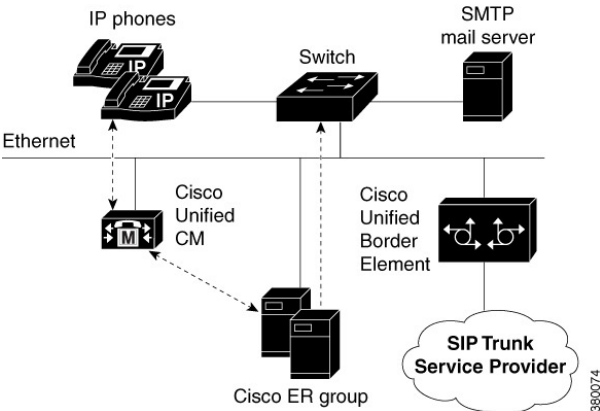 IP phones
SMTP
mail server
Switch
IP
IP
Ethernet
Cisco
Unified
CM
M
Cisco
Unified
Border
Element
SIP Trunk
Service Provider
Cisco ER group
380074